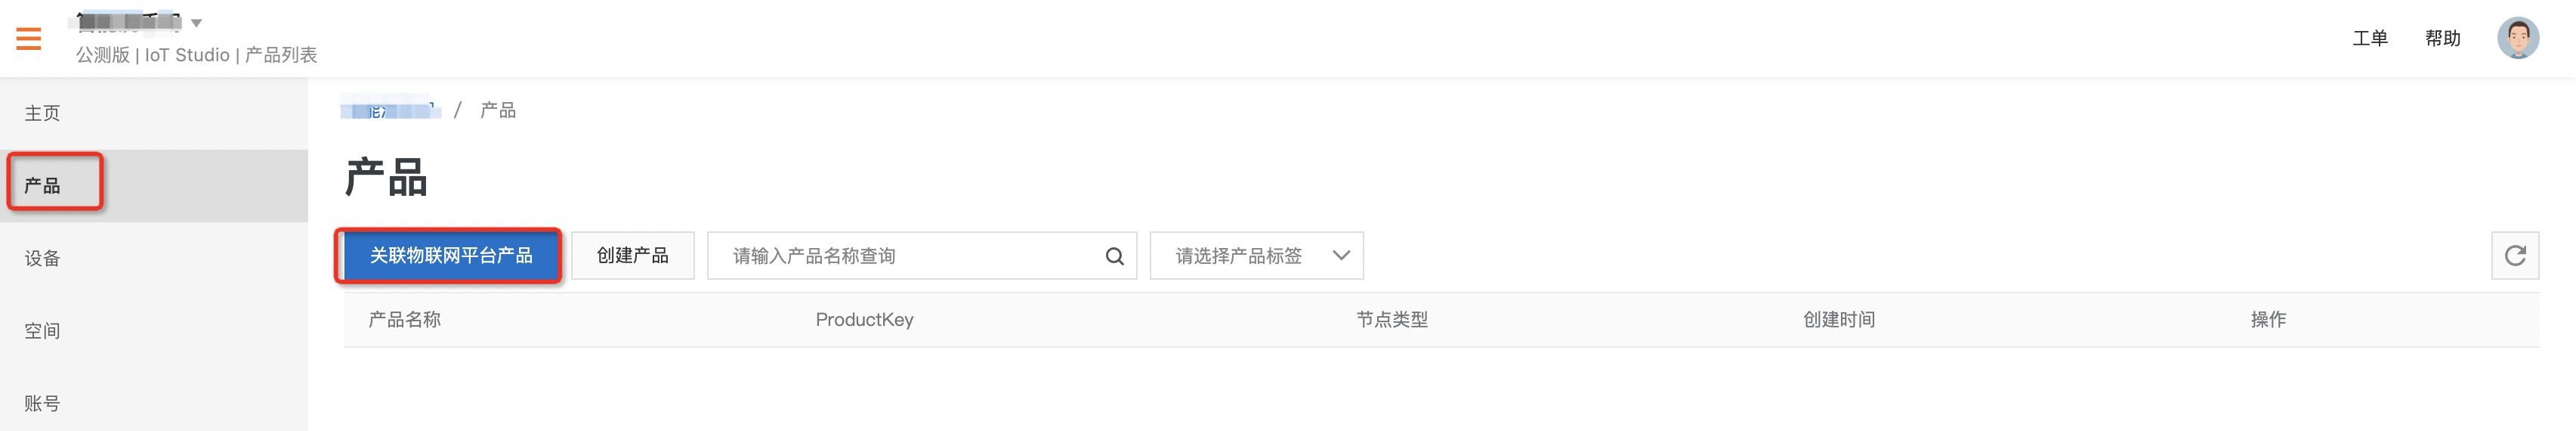 公测版 | IoT Studio | 产品列表
工单 帮助
主页
产品
设备
空间
账号
/ 产品
产品
关联物联网平台产品 创建产品 请输入产品名称查询 请选择产品标签
产品名称 ProductKey 节点类型 创建时间 操作